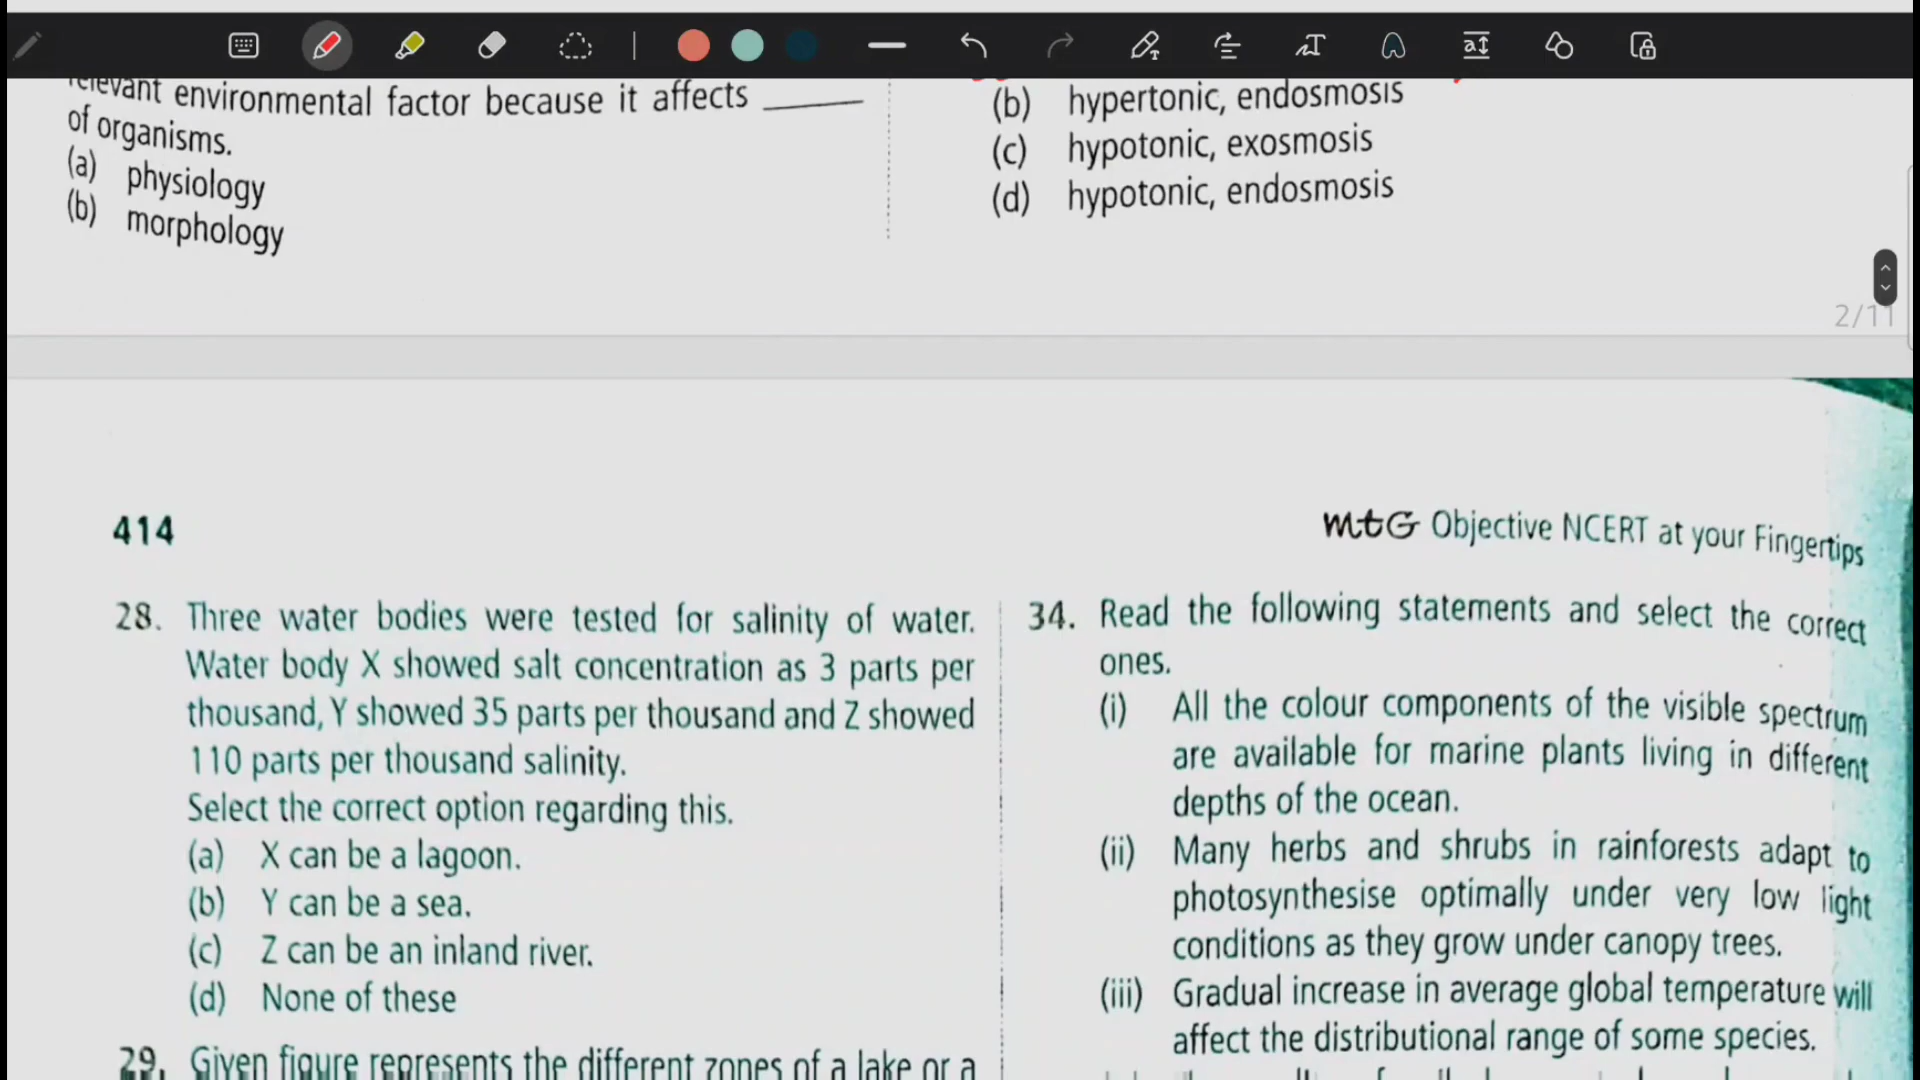 relevant environmental factor because it affects ______
of organisms.
(a) physiology
(b) morphology
(b) hypertonic, endosmosis
(c) hypotonic, exosmosis
(d) hypotonic, endosmosis
2/11
414
mtG Objective NCERT at your Fingertips
28. Three water bodies were tested for salinity of water.
Water body X showed salt concentration as 3 parts per
thousand, Y showed 35 parts per thousand and Z showed
110 parts per thousand salinity.
Select the correct option regarding this.
(a) X can be a lagoon.
(b) Y can be a sea.
(c) Z can be an inland river.
(d) None of these
29. Given figure represents the different zones of a lake or a
34. Read the following statements and select the correct
ones.
(i) All the colour components of the visible spectrum
are available for marine plants living in different
depths of the ocean.
(ii) Many herbs and shrubs in rainforests adapt to
photosynthesise optimally under very low light
conditions as they grow under canopy trees.
(iii) Gradual increase in average global temperature will
affect the distributional range of some species.